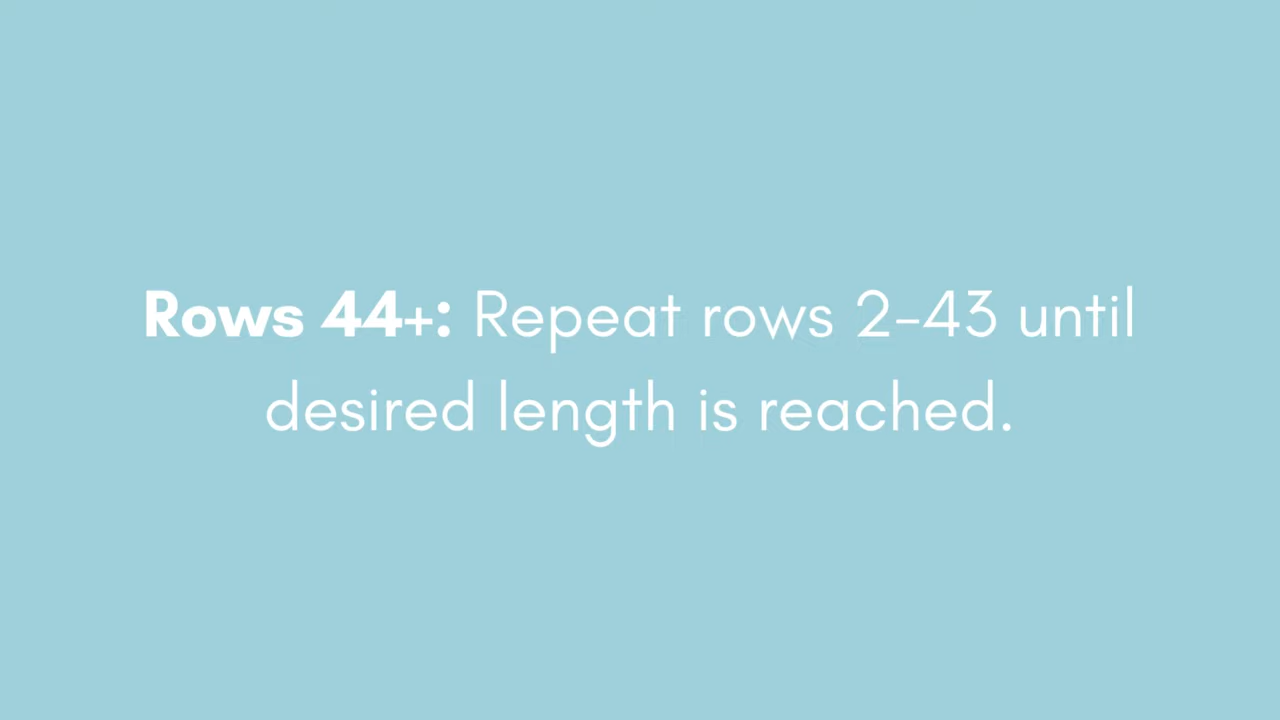 Rows 44+: Repeat rows 2–43 until
desired length is reached.